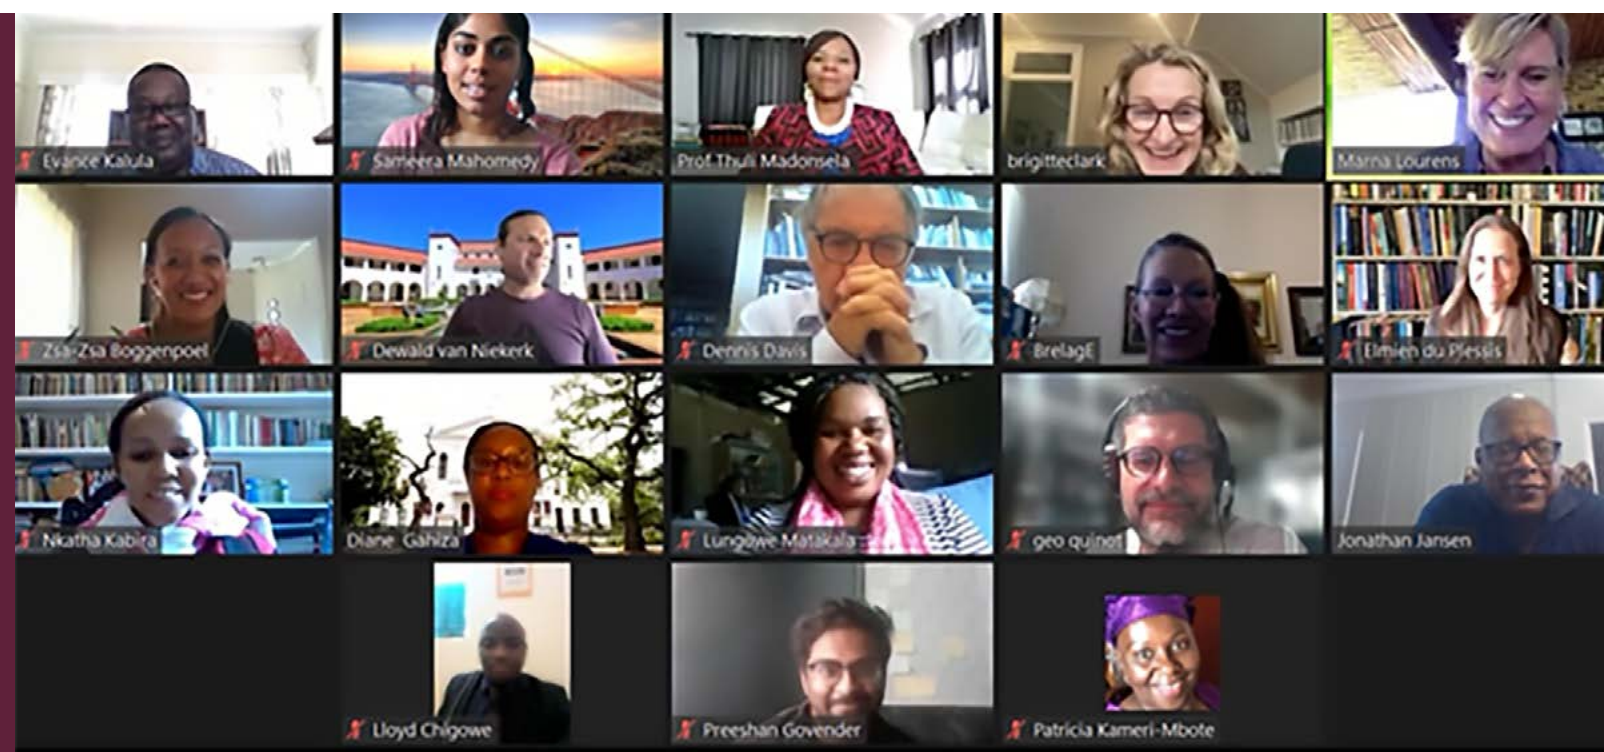 Evance Kalula
Sameera Mahomedy
Prof Thuli Madonsela
brigitteclark
Marna Lourens
Zsa-Zsa Boggenpoel
Dewald van Niekerk
Dennis Davis
BrelagE
Elmien du Plessis
Nkatha Kabira
Diane Gahiza
Lungowe Matakala
geo quinot
Jonathan Jansen
Lloyd Chigowe
Preeshan Govender
Patricia Kameri-Mbote